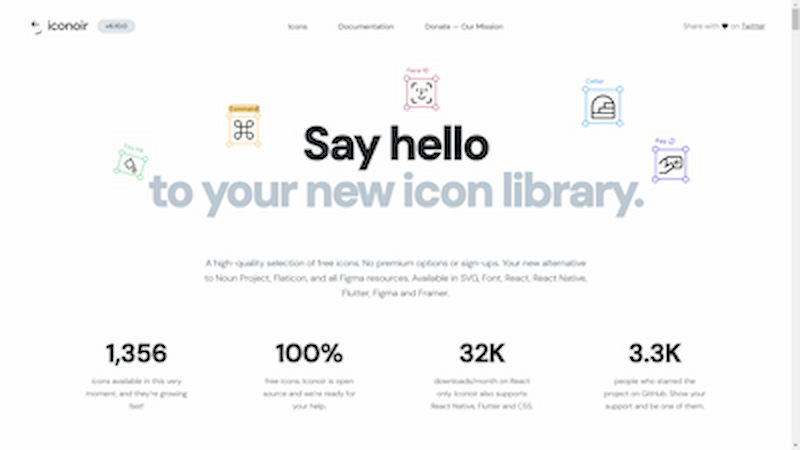 iconoir
Icons
Documentation
Donate — Our Mission
Share with ♥ on Twitter
Face ID
Cellar
Command
Pay
Say hello
to your new icon library.
A high-quality selection of free icons. No premium options or sign-ups. Your new alternative
to Noun Project, Flaticon, and all Figma resources. Available in SVG, Font, React, React Native,
Flutter, Figma and Framer.
1,356
icons available in this very
moment, and they're growing
fast!
100%
free icons. Iconoir is open
source and we're ready for
your help.
32K
downloads/month on React
only. Iconoir also supports
React Native, Flutter and CSS.
3.3K
people who starred the
project on GitHub. Show your
support and be one of them.